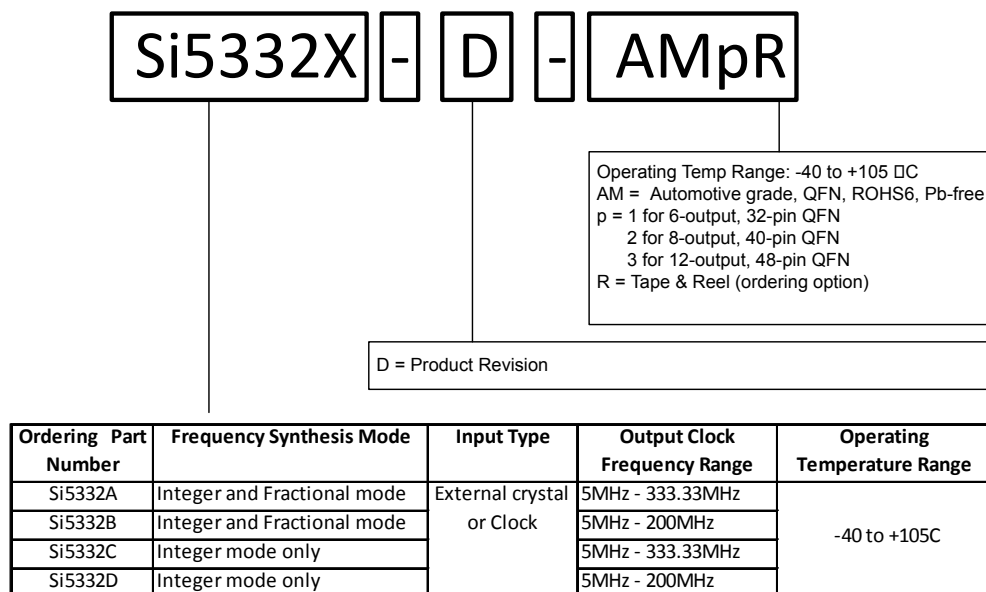 Si5332X - D - AMpR
Operating Temp Range: -40 to +105 □C
AM = Automotive grade, QFN, ROHS6, Pb-free
p = 1 for 6-output, 32-pin QFN
2 for 8-output, 40-pin QFN
3 for 12-output, 48-pin QFN
R = Tape & Reel (ordering option)
D = Product Revision
Ordering Part Number Frequency Synthesis Mode Input Type Output Clock Frequency Range Operating Temperature Range
Si5332A Integer and Fractional mode External crystal or Clock 5MHz - 333.33MHz -40 to +105C
Si5332B Integer and Fractional mode 5MHz - 200MHz
Si5332C Integer mode only 5MHz - 333.33MHz
Si5332D Integer mode only 5MHz - 200MHz